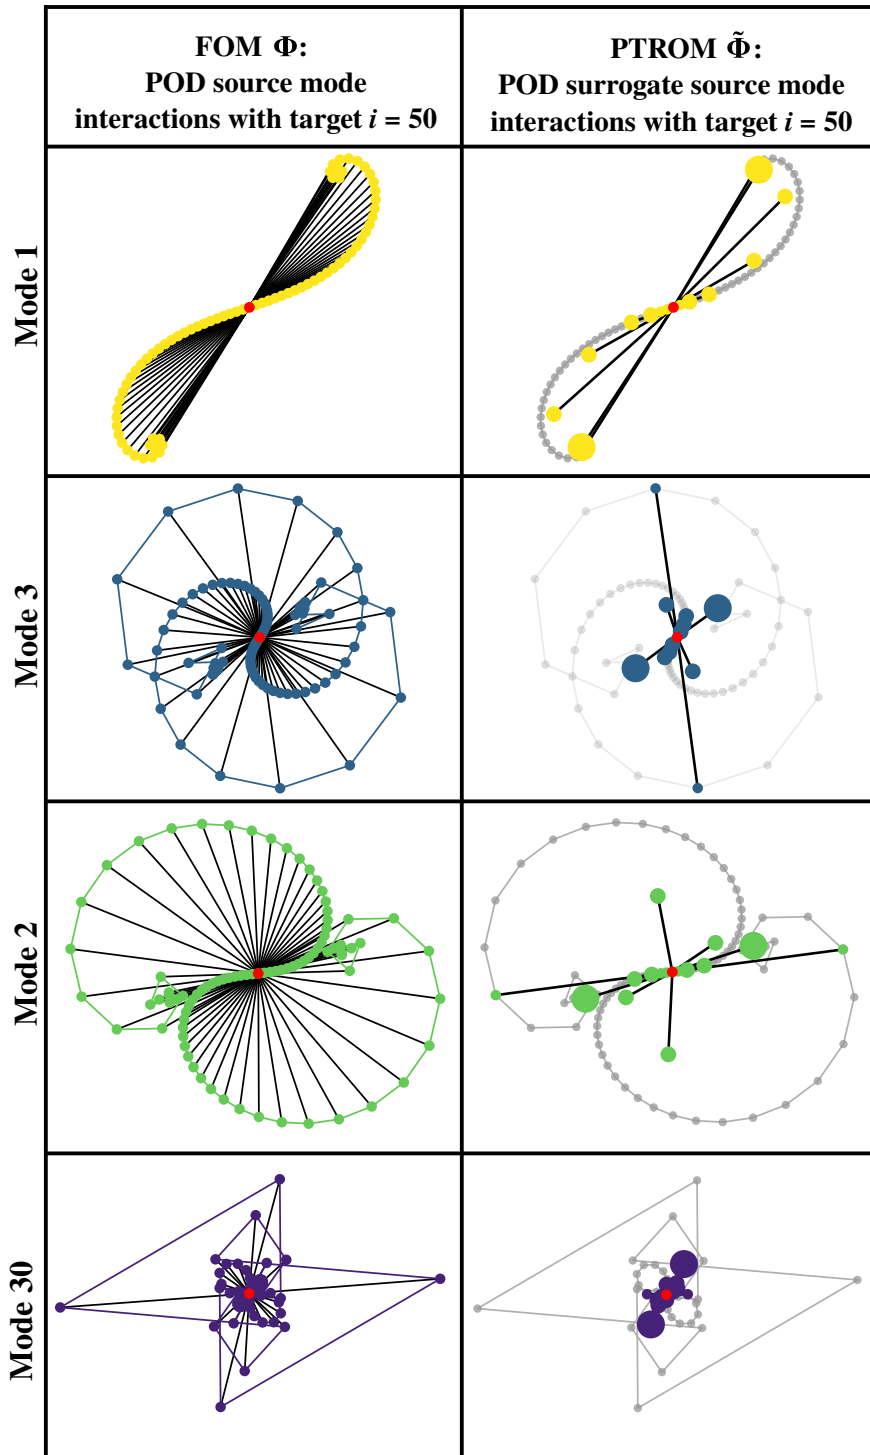 FOM Φ:
POD source mode
interactions with target i = 50
PTROM Φ̃:
POD surrogate source mode
interactions with target i = 50
Mode 1
Mode 3
Mode 2
Mode 30